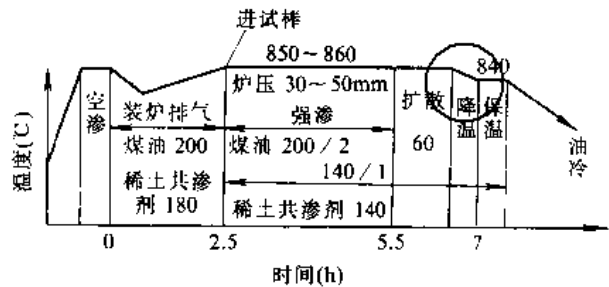 进试棒
850～860
840
空渗
装炉排气
炉压 30～50mm
强渗
扩散
60
降温
保温
煤油 200
煤油 200／2
140／1
稀土共渗
剂 180
稀土共渗剂 140
油冷
温度(℃)
0
2.5
5.5
7
时间(h)